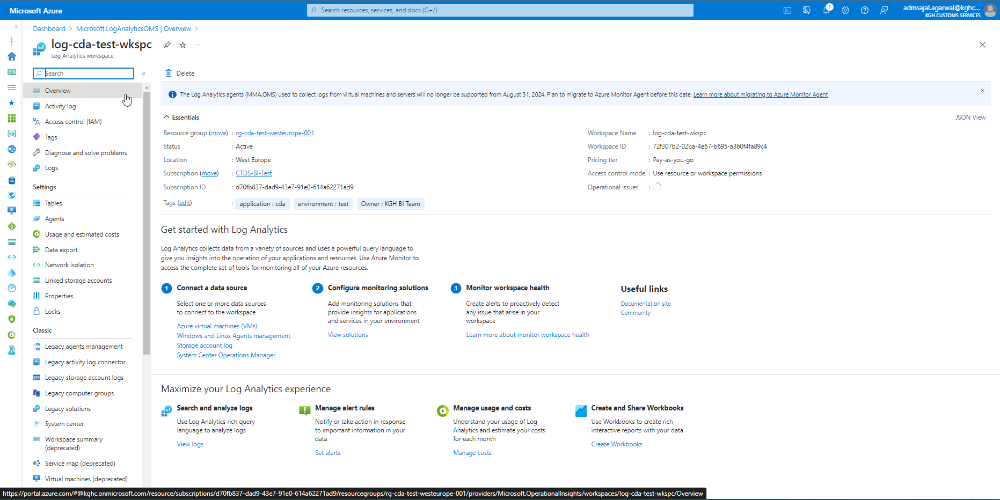 Microsoft Azure
Search resources, services, and docs (G+/)
1
admsajal.agarwal@kghc...
KGH CUSTOMS SERVICES
Dashboard > Microsoft.LogAnalyticsOMS | Overview >
log-cda-test-wkspc
Log Analytics workspace
Search
Overview
Activity log
Access control (IAM)
Tags
Diagnose and solve problems
Logs
Settings
Tables
Agents
Usage and estimated costs
Data export
Network isolation
Linked storage accounts
Properties
Locks
Classic
Legacy agents management
Legacy activity log connector
Legacy storage account logs
Legacy computer groups
Legacy solutions
System center
Workspace summary
(deprecated)
Service map (deprecated)
Virtual machines (deprecated)
Delete
The Log Analytics agents (MMA,OMS) used to collect logs from virtual machines and servers will no longer be supported from August 31, 2024. Plan to migrate to Azure Monitor Agent before this date. Learn more about migrating to Azure Monitor Agent
Essentials
JSON View
Resource group (move) : rg-cda-test-westeurope-001
Status : Active
Location : West Europe
Subscription (move) : CTDS-BI-Test
Subscription ID : d70fb837-dad9-43e7-91e0-614a62271ad9
Tags (edit) : application : cda environment : test Owner : KGH BI Team
Workspace Name : log-cda-test-wkspc
Workspace ID : 72f307b2-02ba-4e67-b695-a360f4fa89c4
Pricing tier : Pay-as-you-go
Access control mode : Use resource or workspace permissions
Operational issues :
Get started with Log Analytics
Log Analytics collects data from a variety of sources and uses a powerful query language to
give you insights into the operation of your applications and resources. Use Azure Monitor to
access the complete set of tools for monitoring all of your Azure resources.
1 Connect a data source
Select one or more data sources
to connect to the workspace
Azure virtual machines (VMs)
Windows and Linux Agents management
Storage account log
System Center Operations Manager
2 Configure monitoring solutions
Add monitoring solutions that
provide insights for applications
and services in your environment
View solutions
3 Monitor workspace health
Create alerts to proactively detect
any issue that arise in your
workspace
Learn more about monitor workspace health
Useful links
Documentation site
Community
Maximize your Log Analytics experience
Search and analyze logs
Use Log Analytics rich query
language to analyze logs
View logs
Manage alert rules
Notify or take action in response
to important information in your
data
Set alerts
Manage usage and costs
Understand your usage of Log
Analytics and estimate your costs
for each month
Manage costs
Create and Share Workbooks
Use Workbooks to create rich
interactive reports with your data
Create Workbooks
https://portal.azure.com/#@kghc.onmicrosoft.com/resource/subscriptions/d70fb837-dad9-43e7-91e0-614a62271ad9/resourcegroups/rg-cda-test-westeurope-001/providers/Microsoft.OperationalInsights/workspaces/log-cda-test-wkspc/Overview